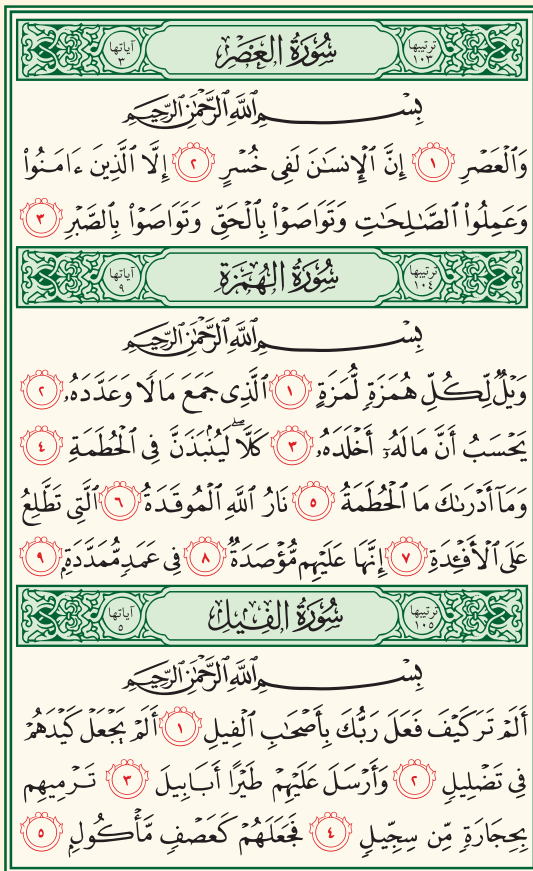 ترتيبها ١٠٣ سُورَةُ العَصْرِ آياتها ٣
بِسْمِ ٱللَّهِ ٱلرَّحْمَٰنِ ٱلرَّحِيمِ
وَٱلْعَصْرِ ١ إِنَّ ٱلْإِنسَٰنَ لَفِى خُسْرٍ ٢ إِلَّا ٱلَّذِينَ ءَامَنُوا۟
وَعَمِلُوا۟ ٱلصَّٰلِحَٰتِ وَتَوَاصَوْا۟ بِٱلْحَقِّ وَتَوَاصَوْا۟ بِٱلصَّبْرِ ٣
ترتيبها ١٠٤ سُورَةُ الهُمَزَةِ آياتها ٩
بِسْمِ ٱللَّهِ ٱلرَّحْمَٰنِ ٱلرَّحِيمِ
وَيْلٌ لِّكُلِّ هُمَزَةٍ لُّمَزَةٍ ١ ٱلَّذِى جَمَعَ مَالًا وَعَدَّدَهُۥ ٢
يَحْسَبُ أَنَّ مَالَهُۥٓ أَخْلَدَهُۥ ٣ كَلَّا ۖ لَيُنۢبَذَنَّ فِى ٱلْحُطَمَةِ ٤
وَمَآ أَدْرَىٰكَ مَا ٱلْحُطَمَةُ ٥ نَارُ ٱللَّهِ ٱلْمُوقَدَةُ ٦ ٱلَّتِى تَطَّلِعُ
عَلَى ٱلْأَفْـِٔدَةِ ٧ إِنَّهَا عَلَيْهِم مُّؤْصَدَةٌ ٨ فِى عَمَدٍ مُّمَدَّدَةٍۭ ٩
ترتيبها ١٠٥ سُورَةُ الفِيلِ آياتها ٥
بِسْمِ ٱللَّهِ ٱلرَّحْمَٰنِ ٱلرَّحِيمِ
أَلَمْ تَرَ كَيْفَ فَعَلَ رَبُّكَ بِأَصْحَٰبِ ٱلْفِيلِ ١ أَلَمْ يَجْعَلْ كَيْدَهُمْ
فِى تَضْلِيلٍ ٢ وَأَرْسَلَ عَلَيْهِمْ طَيْرًا أَبَابِيلَ ٣ تَرْمِيهِم
بِحِجَارَةٍ مِّن سِجِّيلٍ ٤ فَجَعَلَهُمْ كَعَصْفٍ مَّأْكُولٍۭ ٥